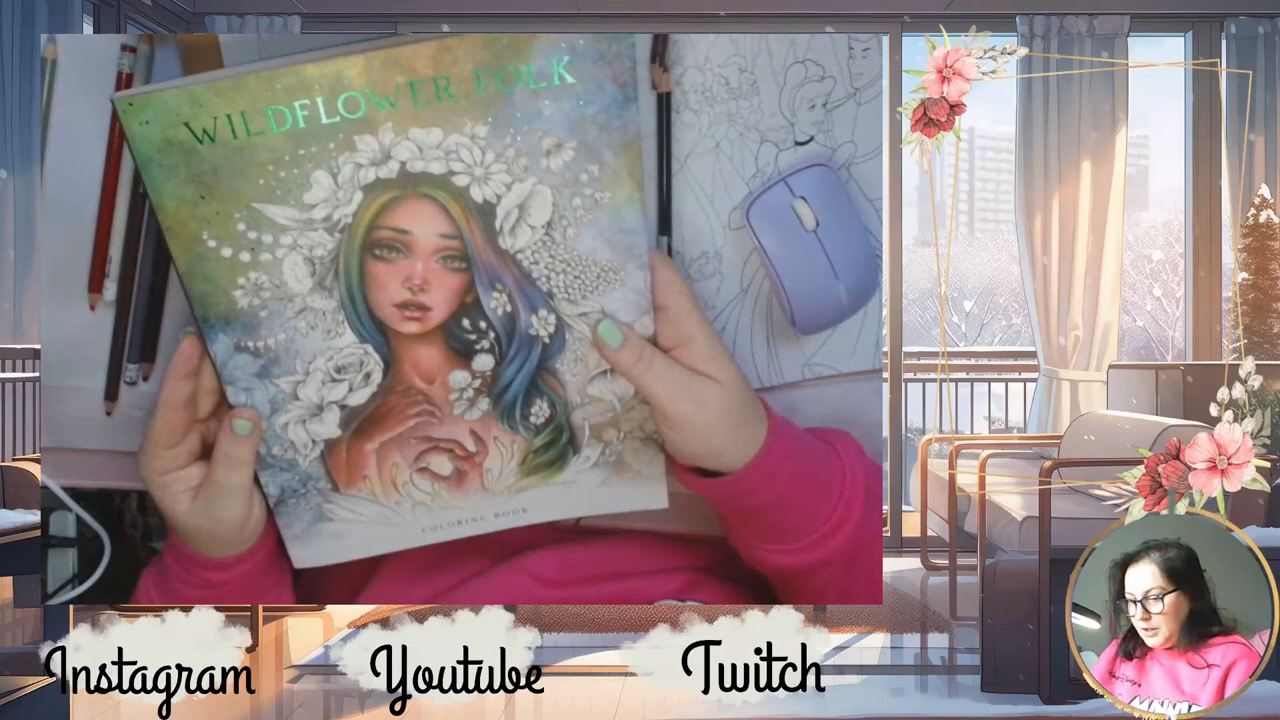 WILDFLOWER FOLK
COLORING BOOK
Instagram
Youtube
Twitch